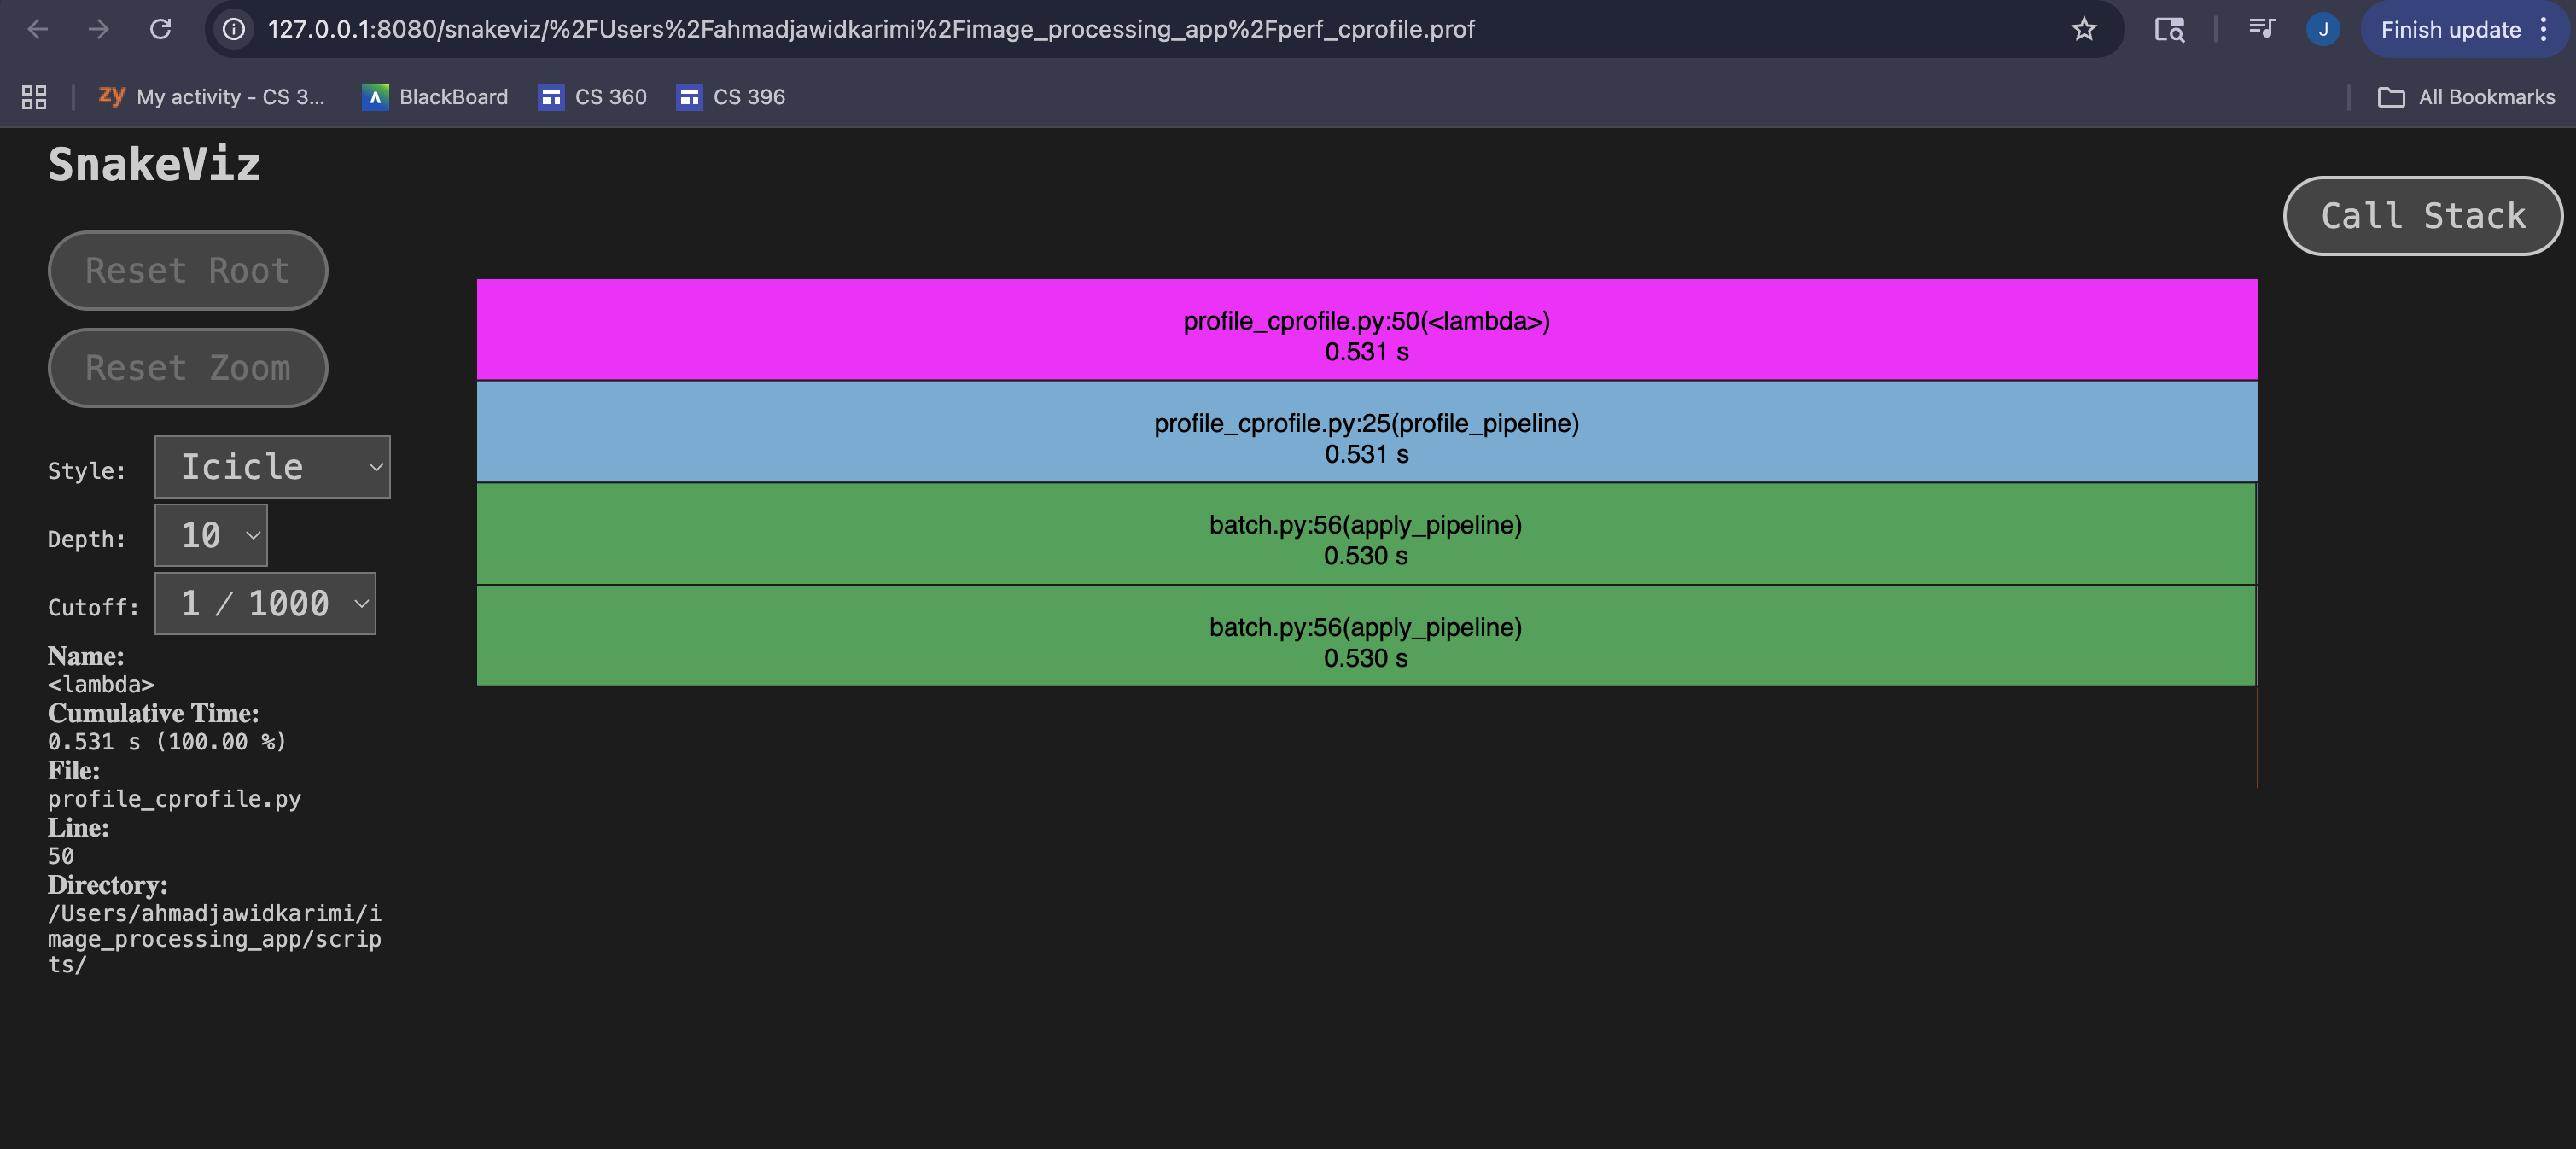 127.0.0.1:8080/snakeviz/%2FUsers%2Fahmadjawidkarimi%2Fimage_processing_app%2Fperf_cprofile.prof
J
Finish update
zy My activity - CS 3...
BlackBoard
CS 360
CS 396
All Bookmarks
SnakeViz
Call Stack
Reset Root
Reset Zoom
Style: Icicle
Depth: 10
Cutoff: 1 / 1000
Name:
<lambda>
Cumulative Time:
0.531 s (100.00 %)
File:
profile_cprofile.py
Line:
50
Directory:
/Users/ahmadjawidkarimi/i
mage_processing_app/scrip
ts/
profile_cprofile.py:50(<lambda>)
0.531 s
profile_cprofile.py:25(profile_pipeline)
0.531 s
batch.py:56(apply_pipeline)
0.530 s
batch.py:56(apply_pipeline)
0.530 s